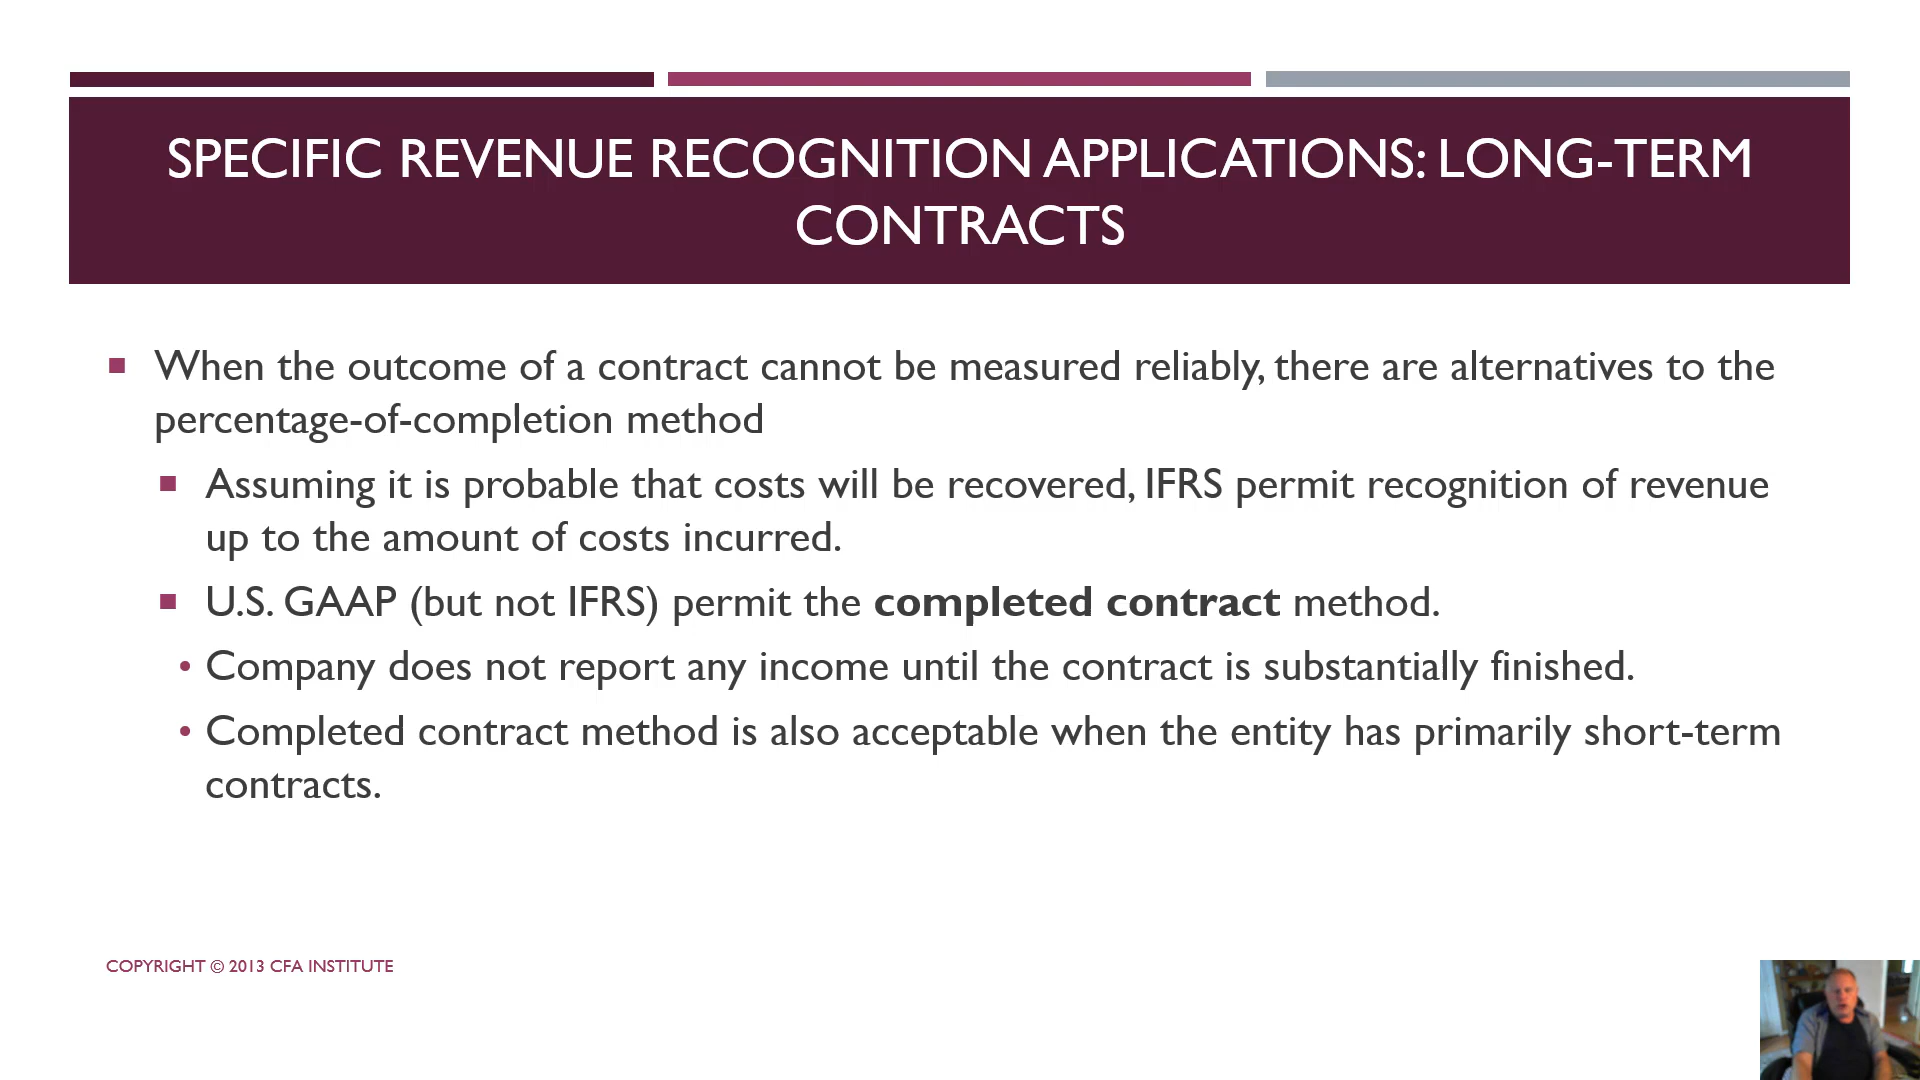 SPECIFIC REVENUE RECOGNITION APPLICATIONS: LONG-TERM
CONTRACTS
When the outcome of a contract cannot be measured reliably, there are alternatives to the
percentage-of-completion method
Assuming it is probable that costs will be recovered, IFRS permit recognition of revenue
up to the amount of costs incurred.
U.S. GAAP (but not IFRS) permit the completed contract method.
• Company does not report any income until the contract is substantially finished.
• Completed contract method is also acceptable when the entity has primarily short-term
contracts.
COPYRIGHT © 2013 CFA INSTITUTE